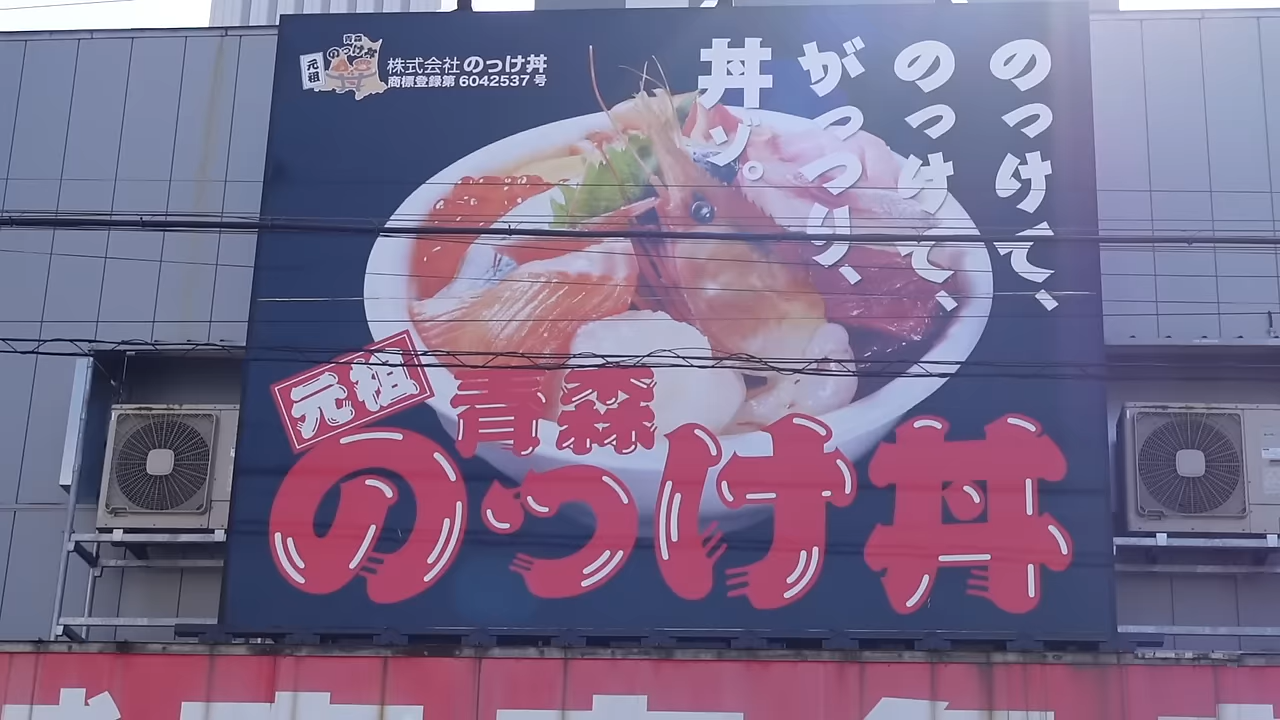 青森
のっけ丼
元祖
株式会社のっけ丼
商標登録第6042537号
のっけて、
のっけて、
がっつり、
丼ゾ。
元祖
青森
のっけ丼